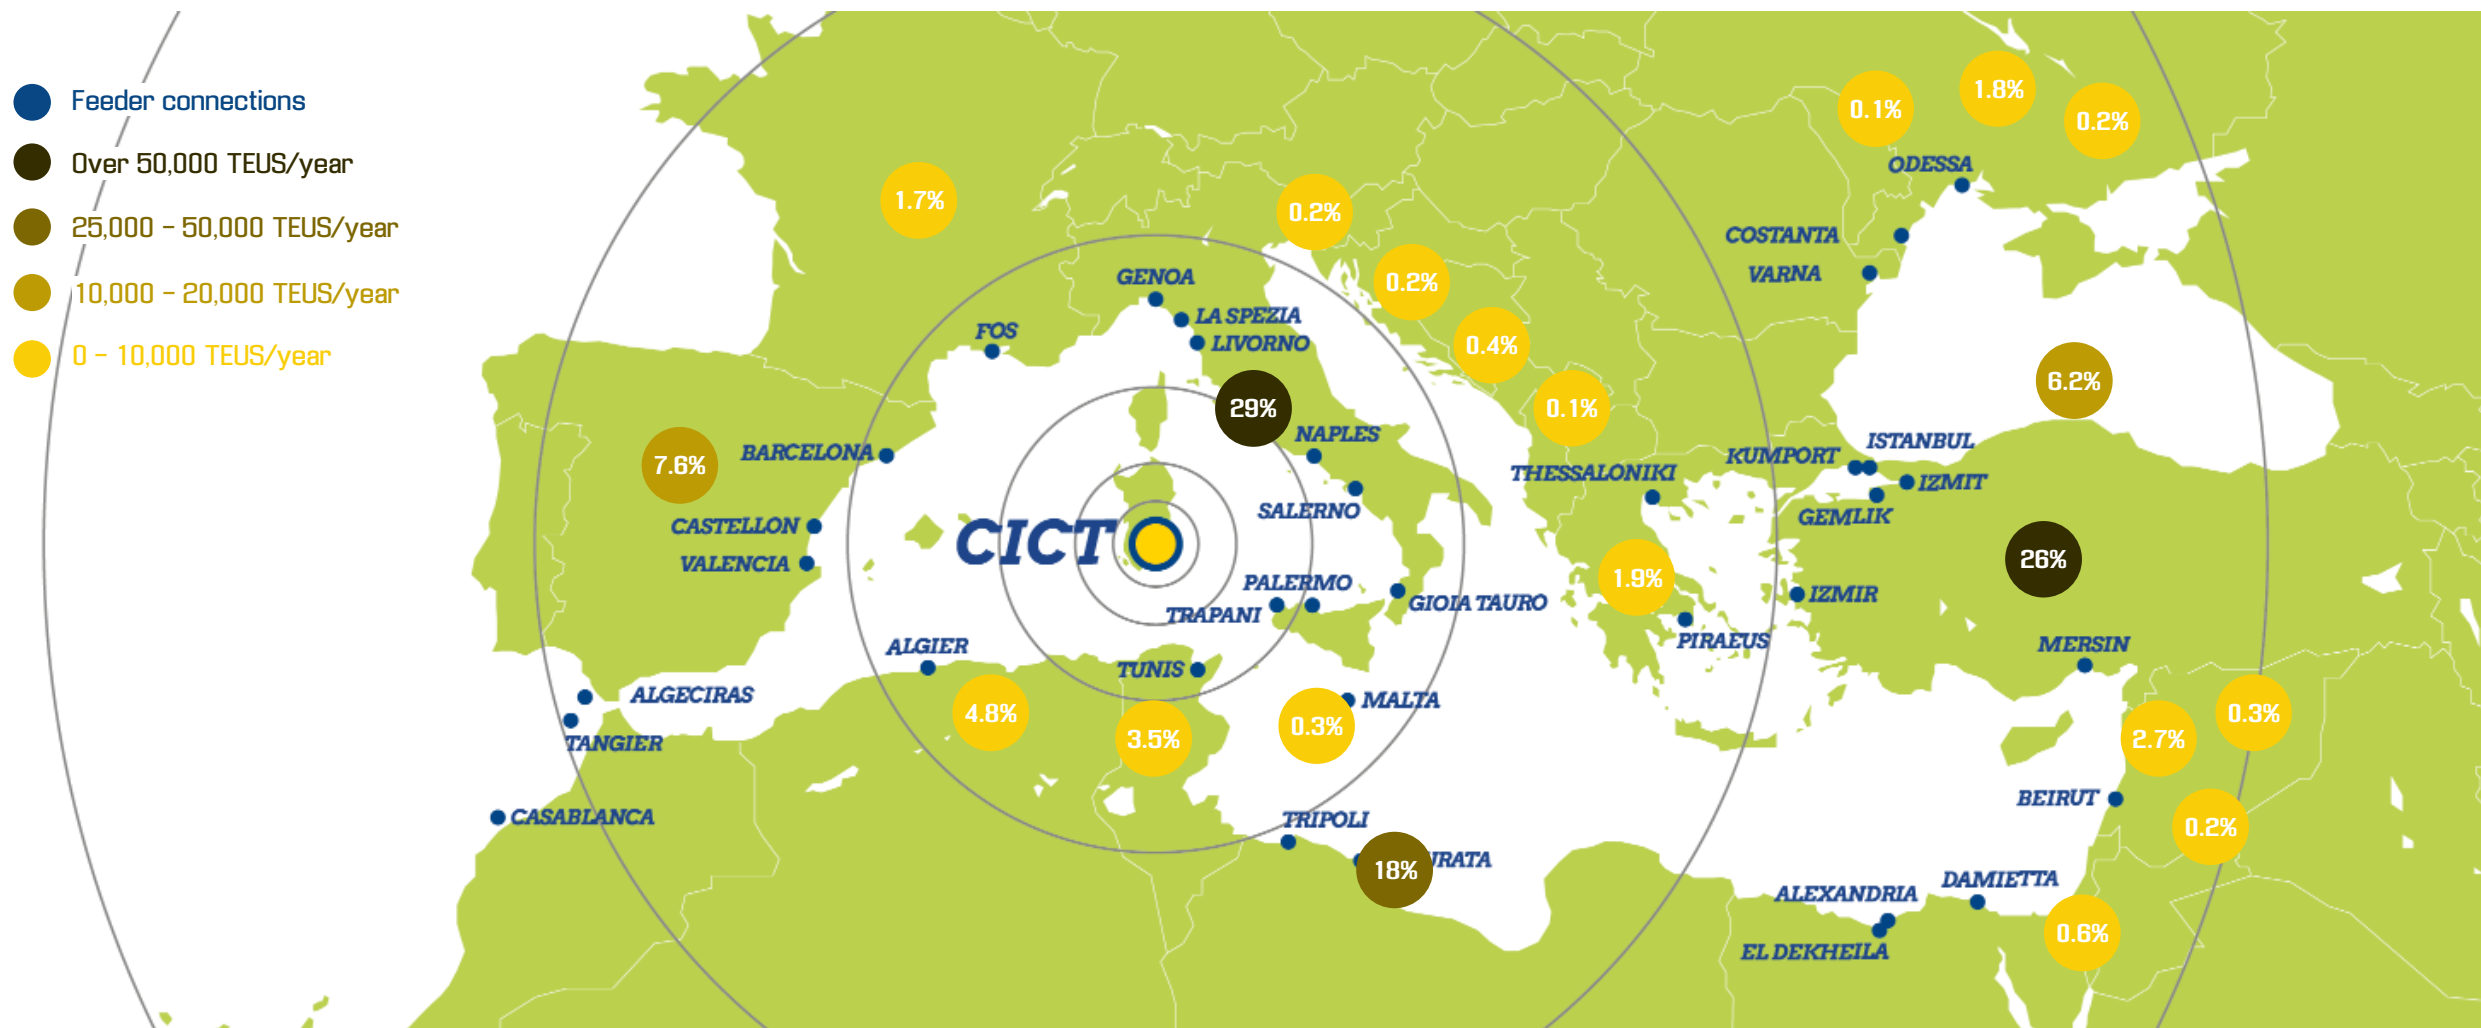 Feeder connections
Over 50,000 TEUS/year
25,000 - 50,000 TEUS/year
10,000 - 20,000 TEUS/year
0 - 10,000 TEUS/year
1.8%
0.1%
0.2%
ODESSA
1.7%
0.2%
COSTANTA
VARNA
GENOA
0.2%
LA SPEZIA
FOS
LIVORNO
0.4%
6.2%
29%
0.1%
NAPLES
ISTANBUL
BARCELONA
KUMPORT
7.6%
THESSALONIKI
IZMIT
SALERNO
GEMLIK
CASTELLON
CICT
VALENCIA
26%
PALERMO
1.9%
GIOIA TAURO
IZMIR
TRAPANI
PIRAEUS
ALGIER
MERSIN
TUNIS
ALGECIRAS
MALTA
4.8%
0.3%
0.3%
TANGIER
3.5%
2.7%
BEIRUT
CASABLANCA
TRIPOLI
0.2%
18%
URATA
DAMIETTA
ALEXANDRIA
0.6%
EL DEKHEILA